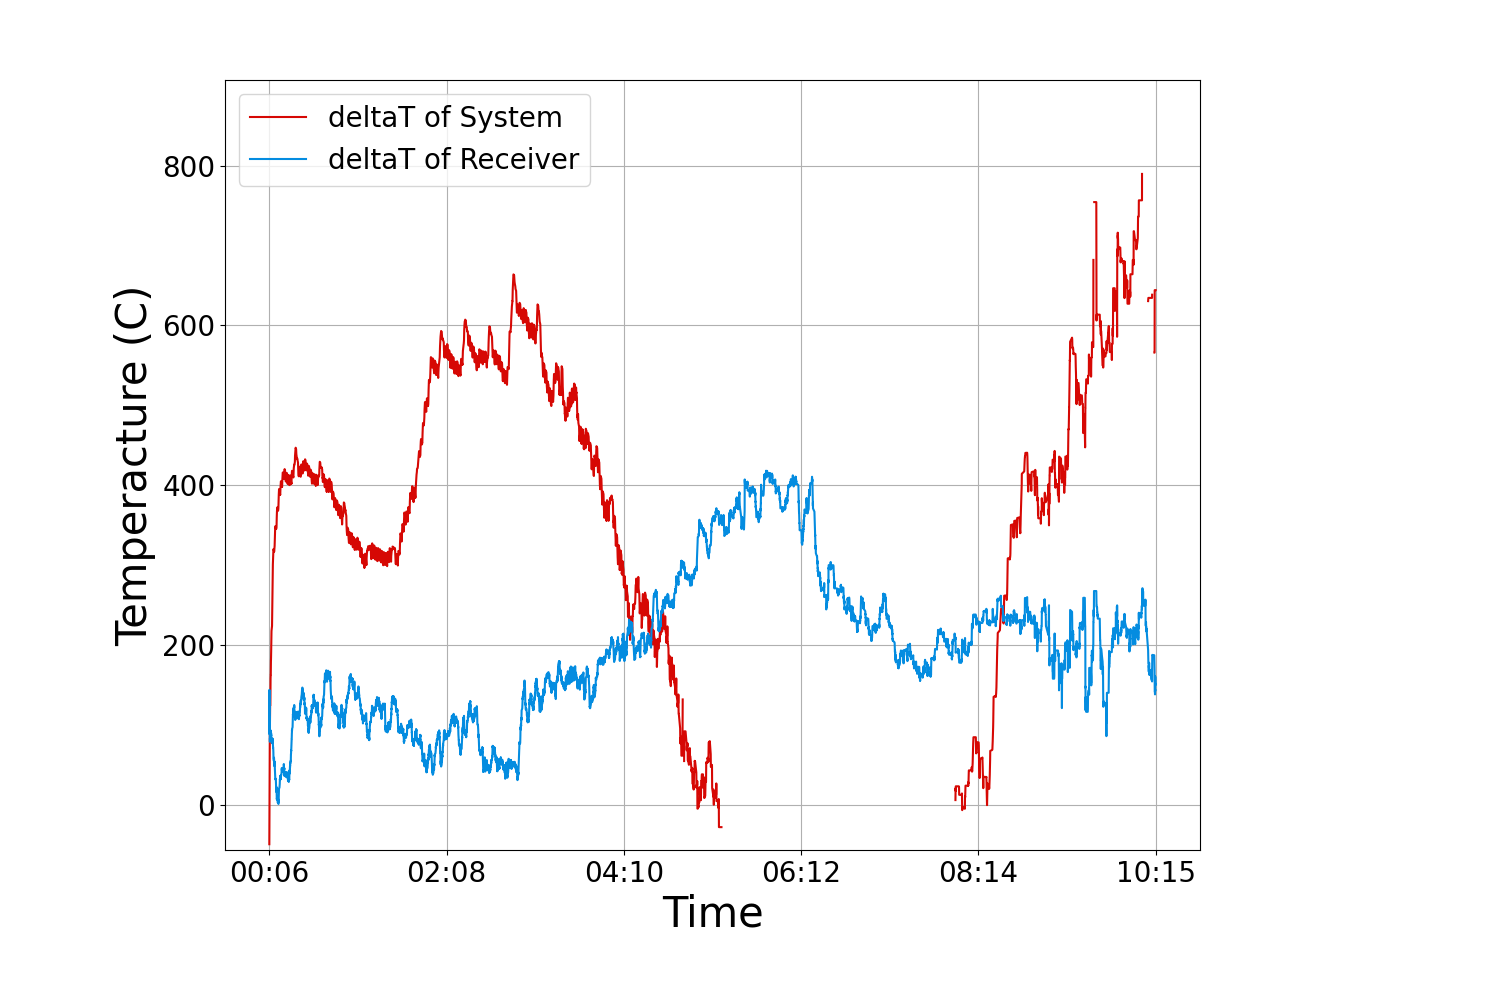 deltaT of System
deltaT of Receiver
800
600
400
200
0
Temperacture (C)
00:06 02:08 04:10 06:12 08:14 10:15
Time